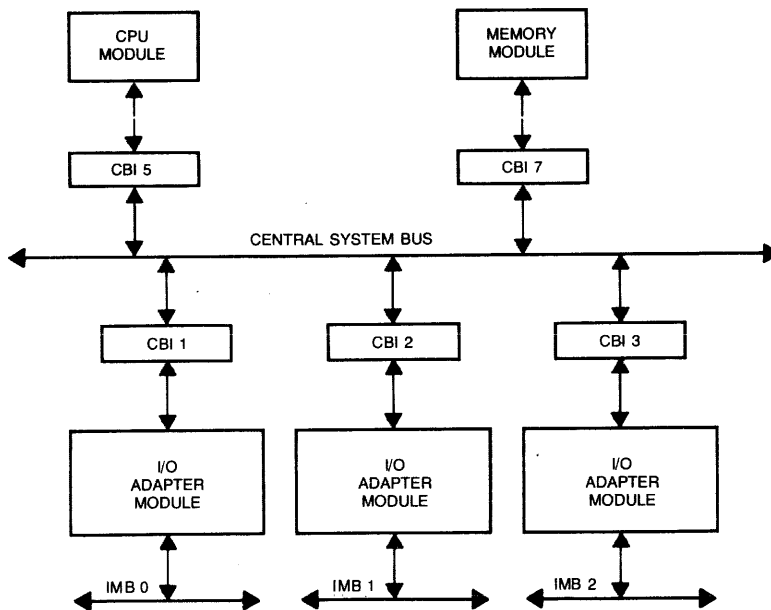 CPU
MODULE
MEMORY
MODULE
CBI 5
CBI 7
CENTRAL SYSTEM BUS
CBI 1
CBI 2
CBI 3
I/O
ADAPTER
MODULE
I/O
ADAPTER
MODULE
I/O
ADAPTER
MODULE
IMB 0
IMB 1
IMB 2